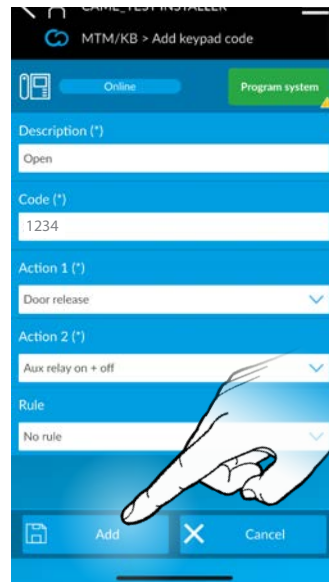 CAME_TEST INSTALLER
MTM/KB > Add keypad code
Online
Program system
Description (*)
Open
Code (*)
1234
Action 1 (*)
Door release
Action 2 (*)
Aux relay on + off
Rule
No rule
Add
Cancel